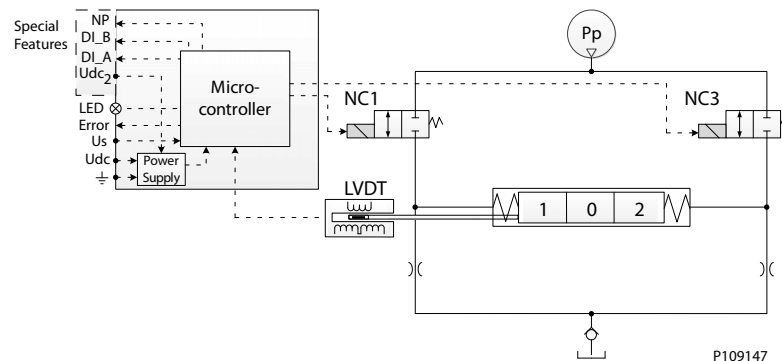 Special
Features
NP
DI_B
DI_A
Udc2
LED
Error
Us
Udc
Micro-
controller
Power
Supply
NC1
Pp
NC3
LVDT
1 0 2
P109147